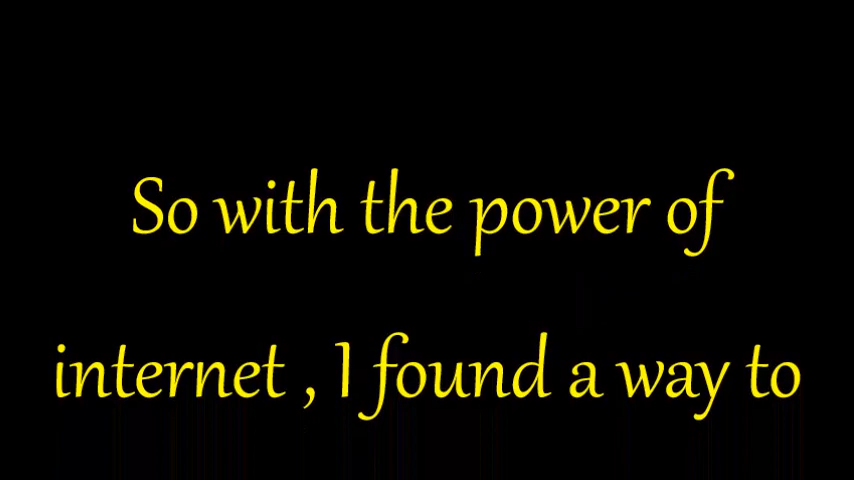 So with the power of
internet , I found a way to